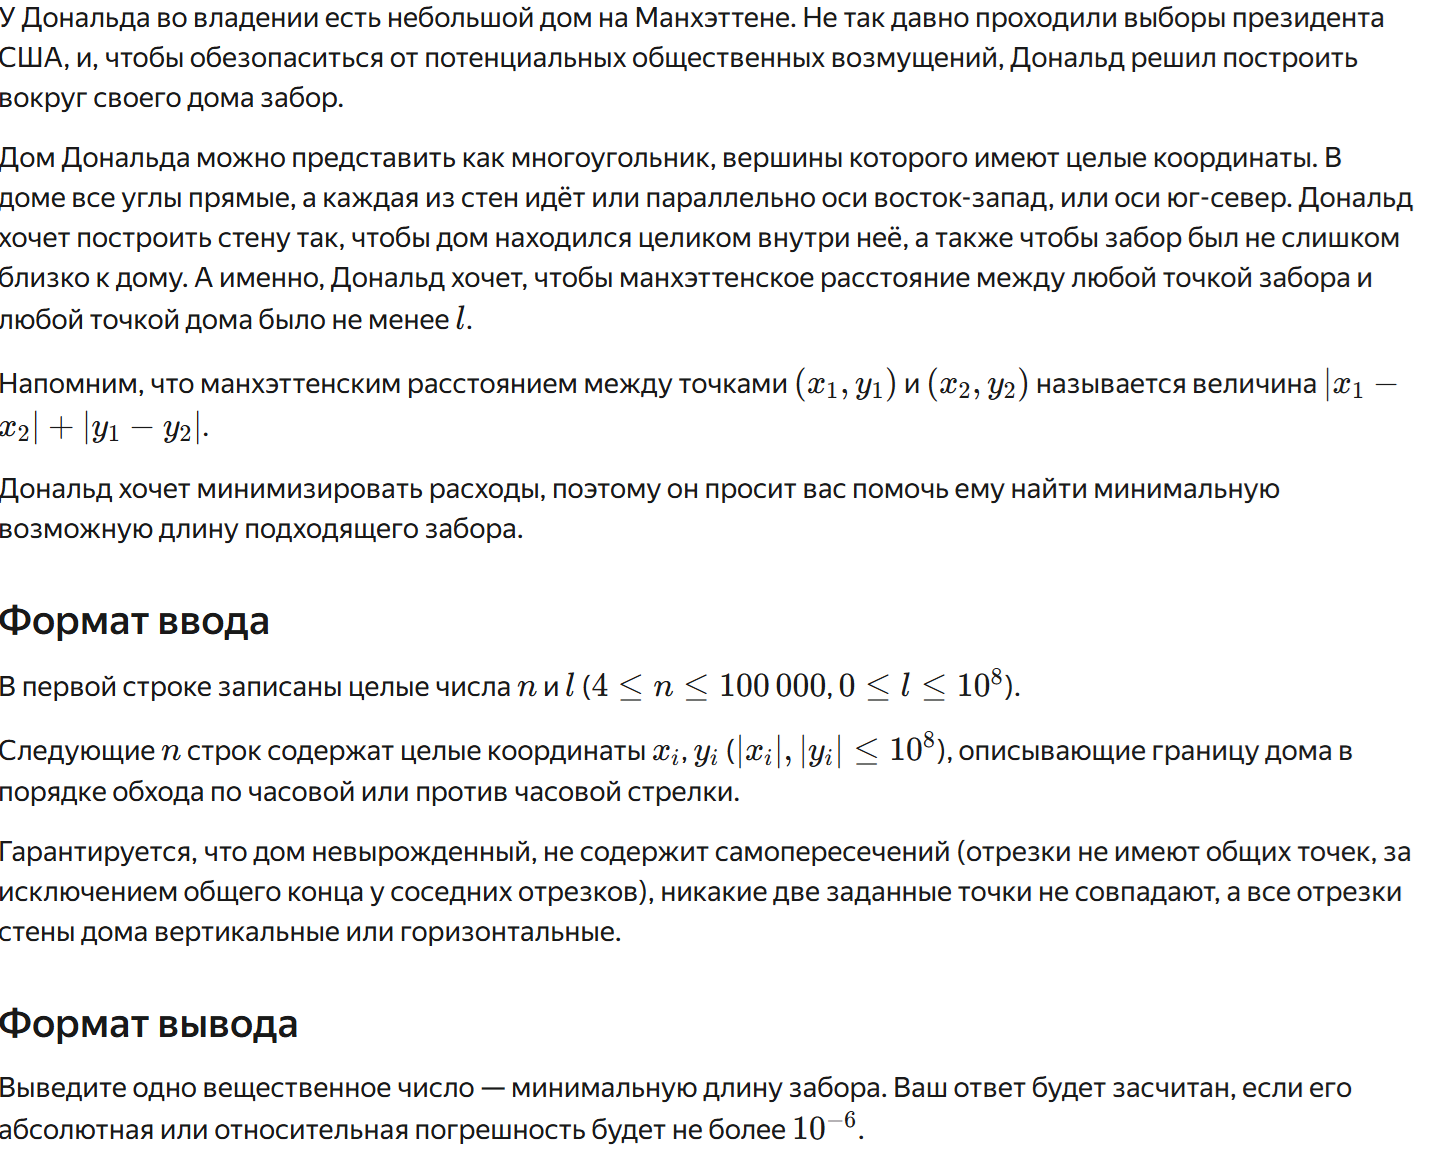 У Дональда во владении есть небольшой дом на Манхэттене. Не так давно проходили выборы президента
США, и, чтобы обезопаситься от потенциальных общественных возмущений, Дональд решил построить
вокруг своего дома забор.
Дом Дональда можно представить как многоугольник, вершины которого имеют целые координаты. В
доме все углы прямые, а каждая из стен идёт или параллельно оси восток-запад, или оси юг-север. Дональд
хочет построить стену так, чтобы дом находился целиком внутри неё, а также чтобы забор был не слишком
близко к дому. А именно, Дональд хочет, чтобы манхэттенское расстояние между любой точкой забора и
любой точкой дома было не менее l.
Напомним, что манхэттенским расстоянием между точками (x₁, y₁) и (x₂, y₂) называется величина |x₁ −
x₂| + |y₁ − y₂|.
Дональд хочет минимизировать расходы, поэтому он просит вас помочь ему найти минимальную
возможную длину подходящего забора.
Формат ввода
В первой строке записаны целые числа n и l (4 ≤ n ≤ 100 000, 0 ≤ l ≤ 10⁸).
Следующие n строк содержат целые координаты xᵢ, yᵢ (|xᵢ|, |yᵢ| ≤ 10⁸), описывающие границу дома в
порядке обхода по часовой или против часовой стрелки.
Гарантируется, что дом невырожденный, не содержит самопересечений (отрезки не имеют общих точек, за
исключением общего конца у соседних отрезков), никакие две заданные точки не совпадают, а все отрезки
стены дома вертикальные или горизонтальные.
Формат вывода
Выведите одно вещественное число — минимальную длину забора. Ваш ответ будет засчитан, если его
абсолютная или относительная погрешность будет не более 10⁻⁶.